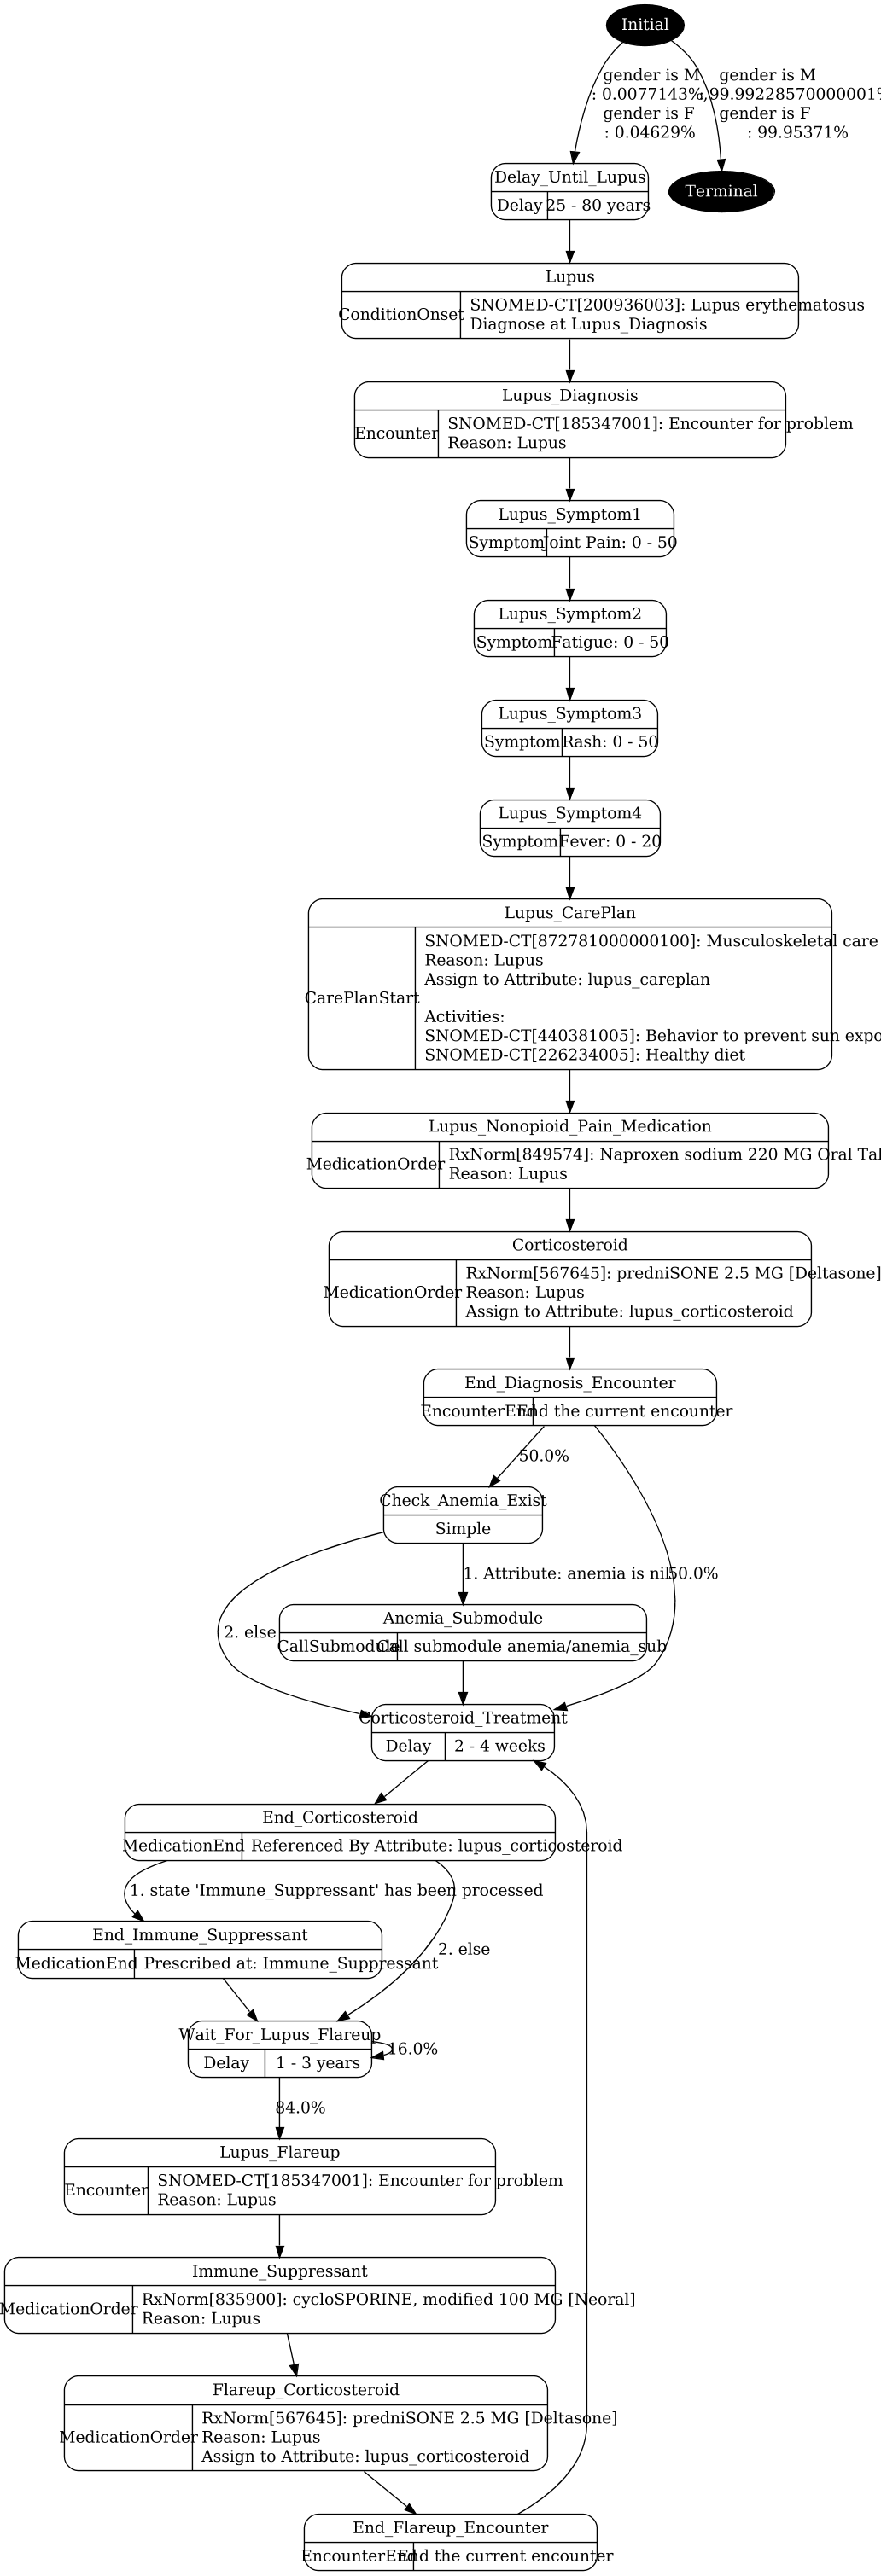 Initial
gender is M
: 0.0077143%
gender is F
: 0.04629%
gender is M
: 99.99228570000001%
gender is F
: 99.95371%
Delay_Until_Lupus
Delay
25 - 80 years
Terminal
Lupus
ConditionOnset
SNOMED-CT[200936003]: Lupus erythematosus
Diagnose at Lupus_Diagnosis
Lupus_Diagnosis
Encounter
SNOMED-CT[185347001]: Encounter for problem
Reason: Lupus
Lupus_Symptom1
Symptom
Joint Pain: 0 - 50
Lupus_Symptom2
Symptom
Fatigue: 0 - 50
Lupus_Symptom3
Symptom
Rash: 0 - 50
Lupus_Symptom4
Symptom
Fever: 0 - 20
Lupus_CarePlan
CarePlanStart
SNOMED-CT[872781000000100]: Musculoskeletal care
Reason: Lupus
Assign to Attribute: lupus_careplan
Activities:
SNOMED-CT[440381005]: Behavior to prevent sun expo
SNOMED-CT[226234005]: Healthy diet
Lupus_Nonopioid_Pain_Medication
MedicationOrder
RxNorm[849574]: Naproxen sodium 220 MG Oral Tal
Reason: Lupus
Corticosteroid
MedicationOrder
RxNorm[567645]: predniSONE 2.5 MG [Deltasone]
Reason: Lupus
Assign to Attribute: lupus_corticosteroid
End_Diagnosis_Encounter
EncounterEnd
End the current encounter
50.0%
Check_Anemia_Exist
Simple
1. Attribute: anemia is nil
50.0%
2. else
Anemia_Submodule
CallSubmodule
Call submodule anemia/anemia_sub
Corticosteroid_Treatment
Delay
2 - 4 weeks
End_Corticosteroid
MedicationEnd
Referenced By Attribute: lupus_corticosteroid
1. state 'Immune_Suppressant' has been processed
End_Immune_Suppressant
MedicationEnd
Prescribed at: Immune_Suppressant
2. else
Wait_For_Lupus_Flareup
Delay
1 - 3 years
16.0%
84.0%
Lupus_Flareup
Encounter
SNOMED-CT[185347001]: Encounter for problem
Reason: Lupus
Immune_Suppressant
MedicationOrder
RxNorm[835900]: cycloSPORINE, modified 100 MG [Neoral]
Reason: Lupus
Flareup_Corticosteroid
MedicationOrder
RxNorm[567645]: predniSONE 2.5 MG [Deltasone]
Reason: Lupus
Assign to Attribute: lupus_corticosteroid
End_Flareup_Encounter
EncounterEnd
End the current encounter